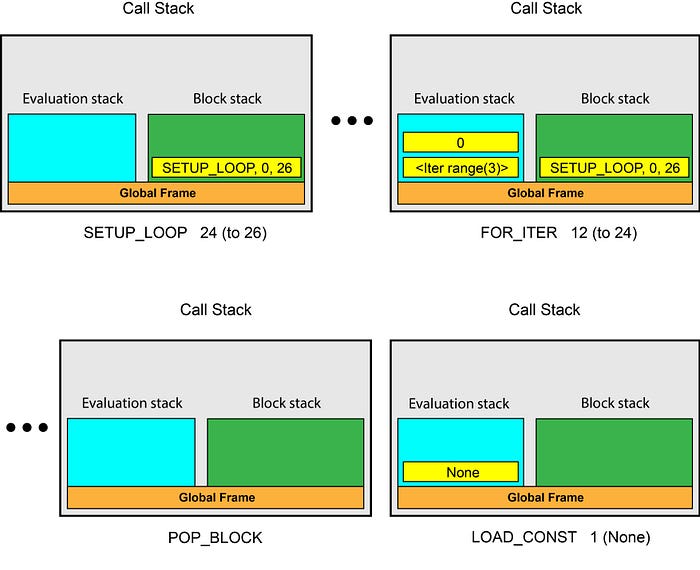 Call Stack
Evaluation stack
Block stack
SETUP_LOOP, 0, 26
Global Frame
SETUP_LOOP 24 (to 26)
Call Stack
Evaluation stack
Block stack
0
<Iter range(3)>
SETUP_LOOP, 0, 26
Global Frame
FOR_ITER 12 (to 24)
Call Stack
Evaluation stack
Block stack
Global Frame
POP_BLOCK
Call Stack
Evaluation stack
Block stack
None
Global Frame
LOAD_CONST 1 (None)